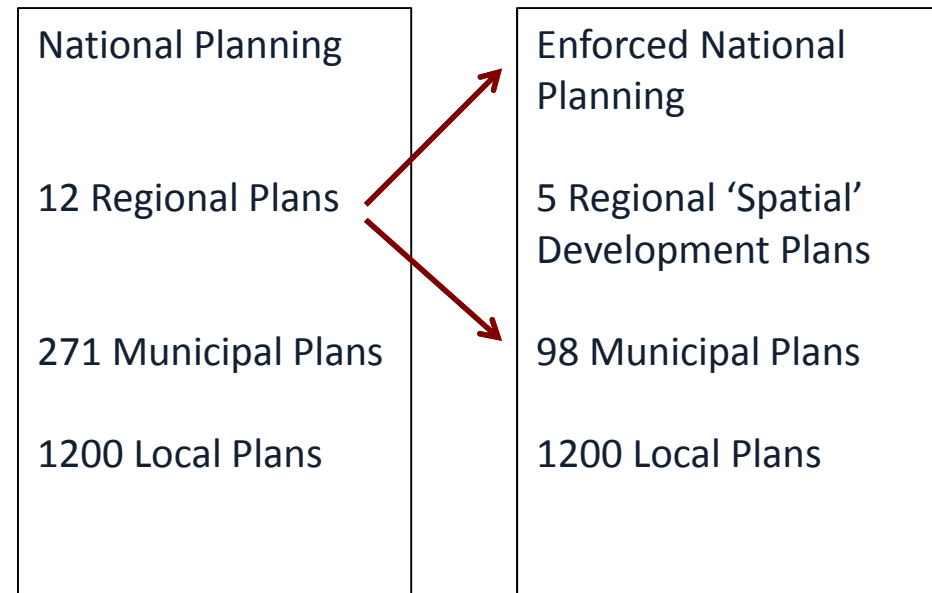 National Planning
12 Regional Plans
271 Municipal Plans
1200 Local Plans
Enforced National
Planning
5 Regional ‘Spatial’
Development Plans
98 Municipal Plans
1200 Local Plans